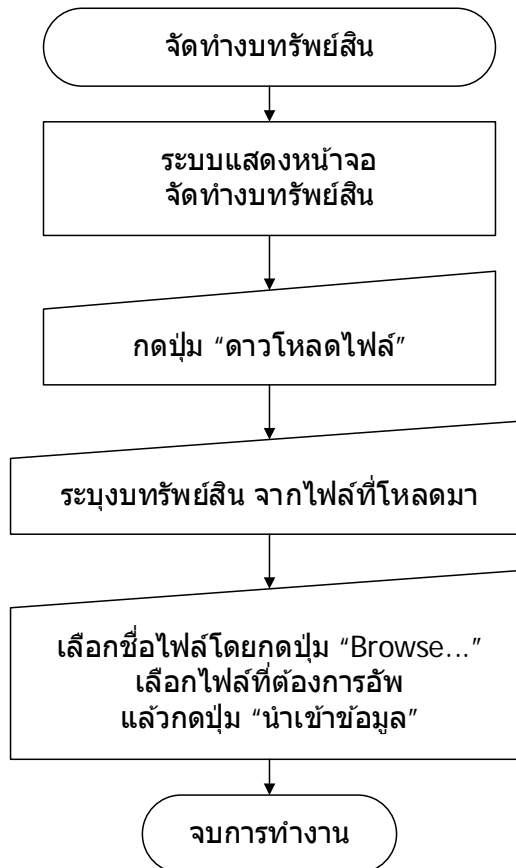 จัดทำงบทรัพย์สิน
ระบบแสดงหน้าจอ
จัดทำงบทรัพย์สิน
กดปุ่ม “ดาวโหลดไฟล์”
ระบุงบทรัพย์สิน จากไฟล์ที่โหลดมา
เลือกชื่อไฟล์โดยกดปุ่ม “Browse...”
เลือกไฟล์ที่ต้องการอัพ
แล้วกดปุ่ม “นำเข้าข้อมูล”
จบการทำงาน